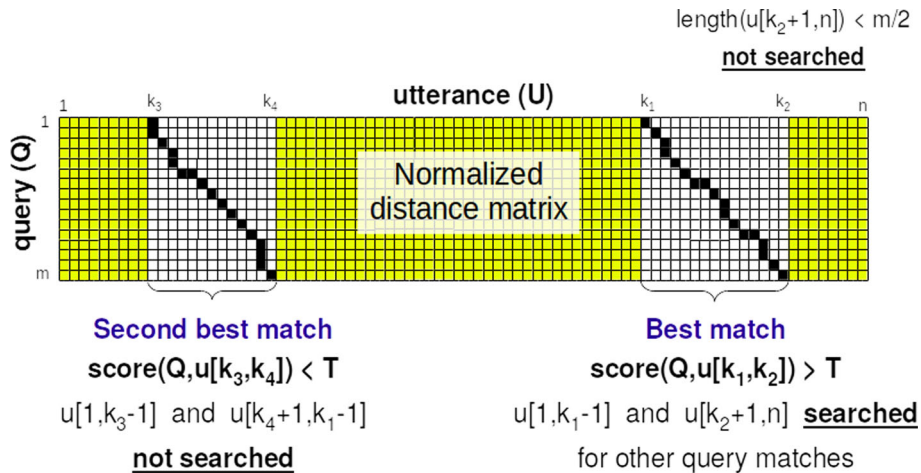 length(u[k₂+1,n]) < m/2
not searched
1 k₃ k₄ utterance (U) k₁ k₂ n
1
query (Q)
Normalized
distance matrix
m
Second best match
score(Q,u[k₃,k₄]) < T
u[1,k₃-1] and u[k₄+1,k₁-1]
not searched
Best match
score(Q,u[k₁,k₂]) > T
u[1,k₁-1] and u[k₂+1,n] searched
for other query matches